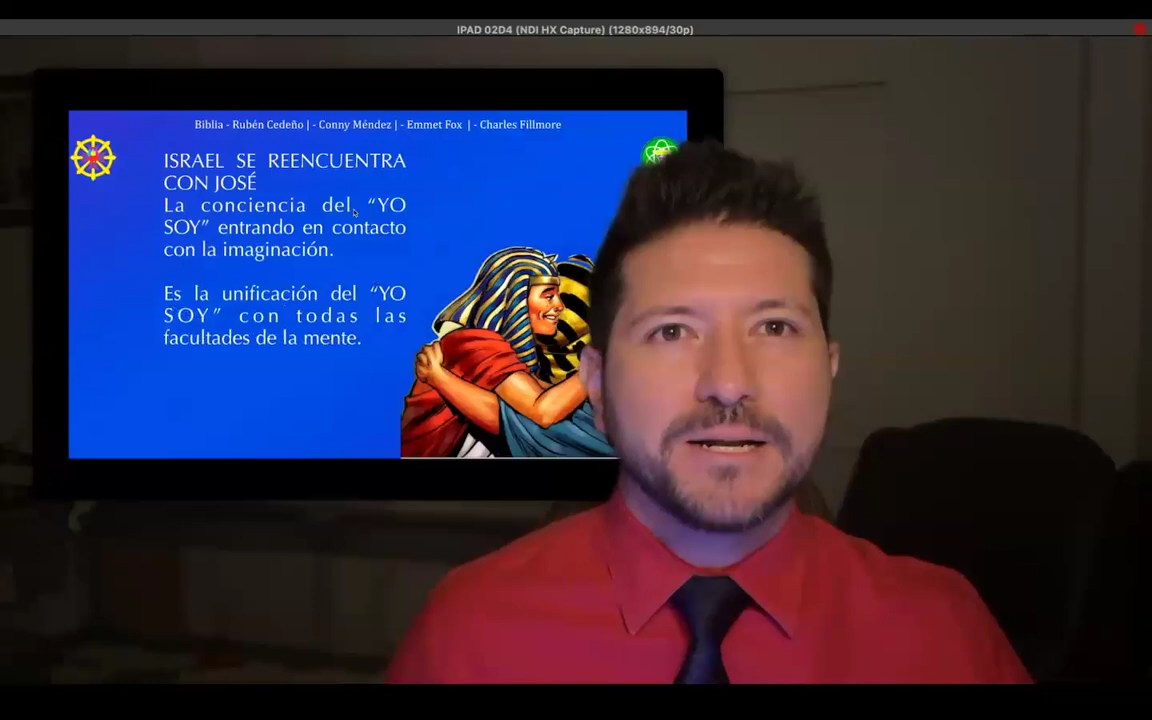 IPAD 02D4 (NDI HX Capture) (1280x894/30p)
Biblia - Rubén Cedeño | - Conny Méndez | - Emmet Fox | - Charles Fillmore
ISRAEL SE REENCUENTRA
CON JOSÉ
La conciencia del "YO
SOY" entrando en contacto
con la imaginación.
Es la unificación del "YO
SOY" con todas las
facultades de la mente.